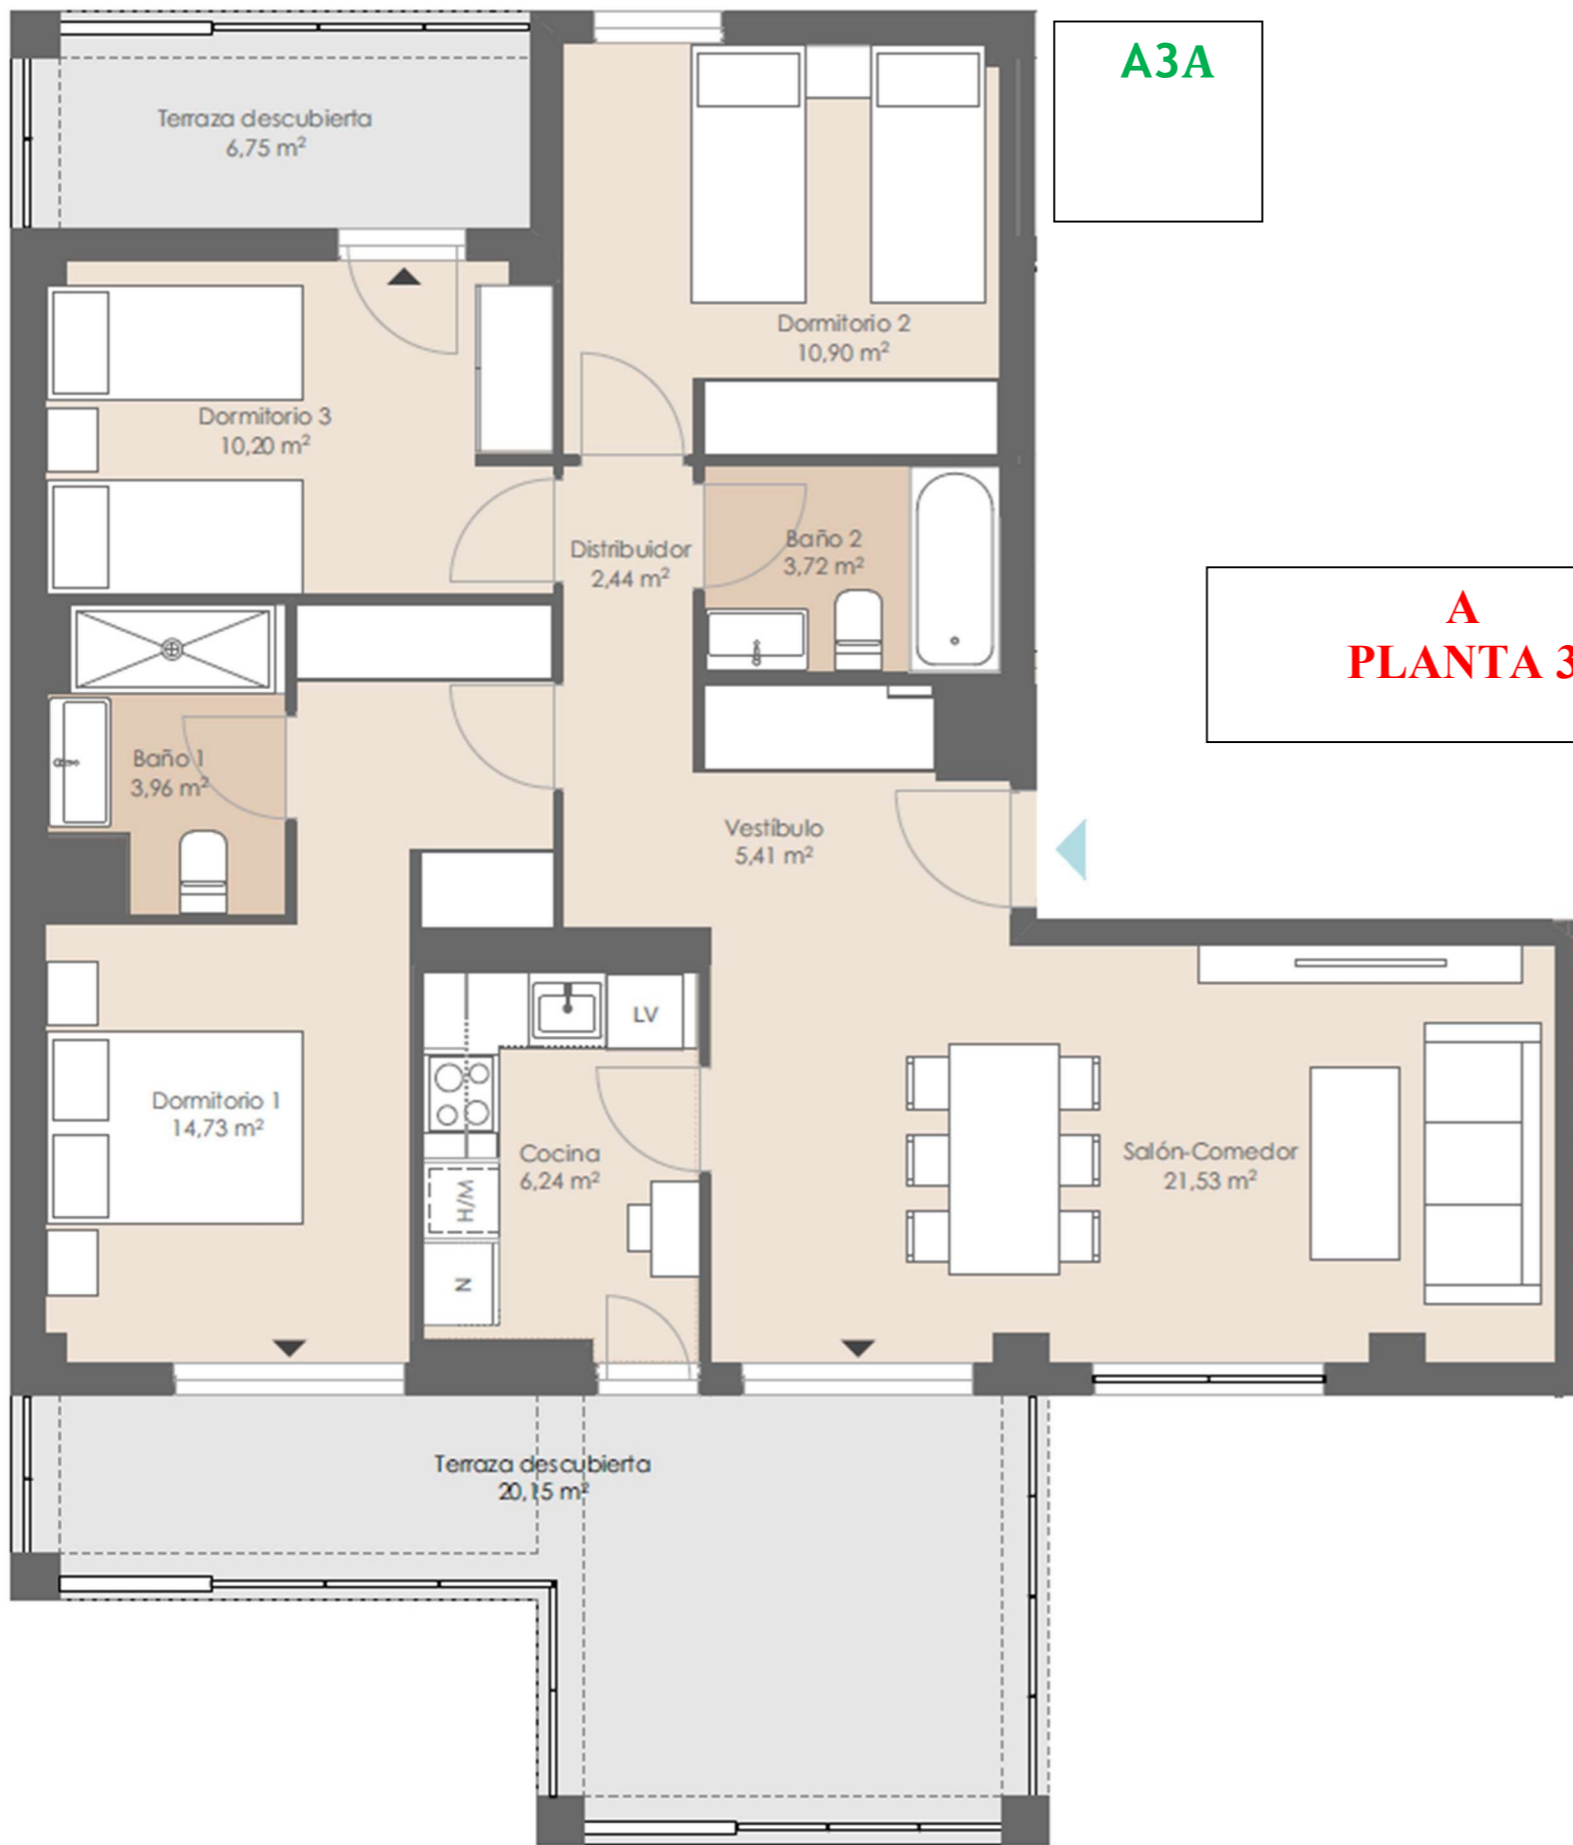 A3A
Terraza descubierta
6,75 m²
Dormitorio 2
10,90 m²
Dormitorio 3
10,20 m²
Distribuidor
2,44 m²
Baño 2
3,72 m²
A
PLANTA 3
Baño 1
3,96 m²
Vestíbulo
5,41 m²
LV
Dormitorio 1
14,73 m²
Cocina
6,24 m²
Salón-Comedor
21,53 m²
H/M
N
Terraza descubierta
20,15 m²